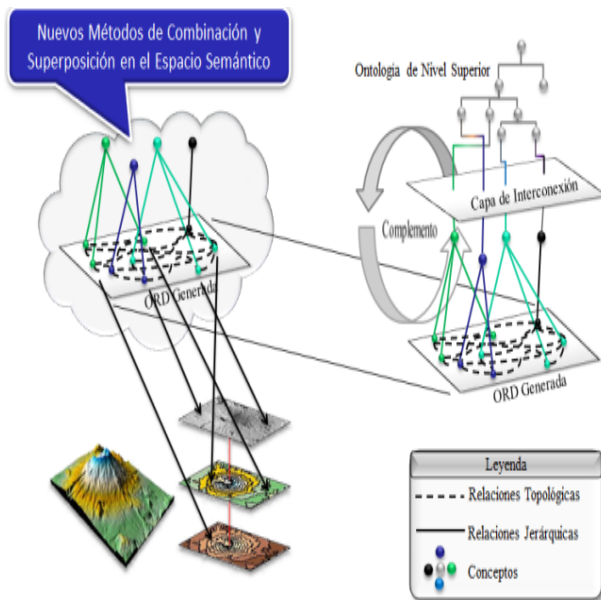 Nuevos Métodos de Combinación y
Superposición en el Espacio Semántico
Ontología de Nivel Superior
Capa de Interconexión
Complemento
ORD Generada
ORD Generada
Leyenda
Relaciones Topológicas
Relaciones Jerárquicas
Conceptos